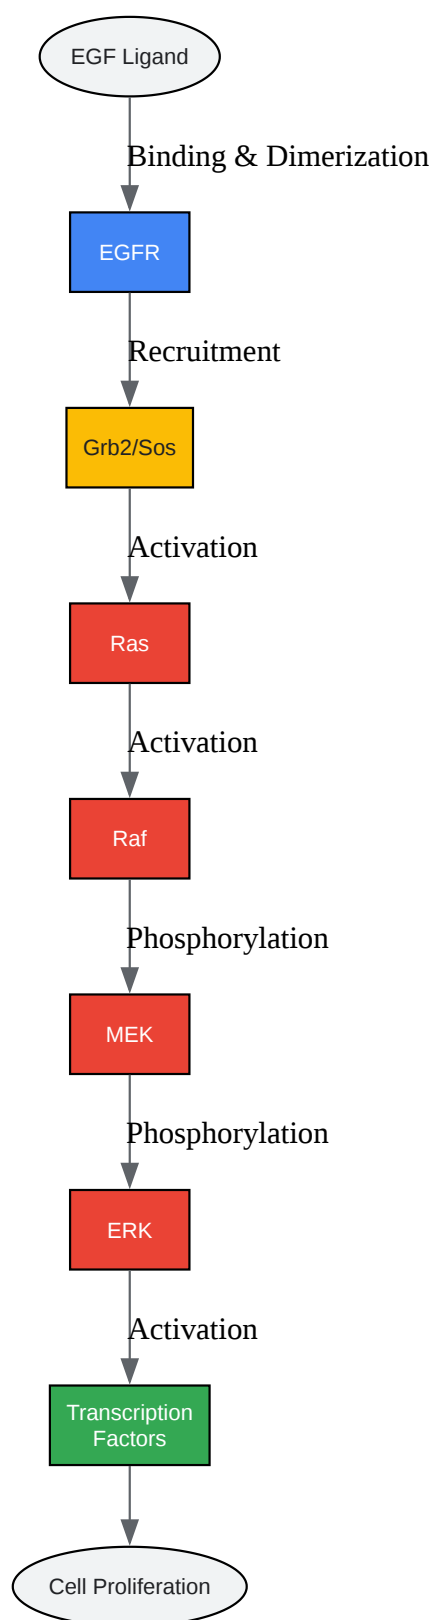 EGF Ligand
Binding & Dimerization
EGFR
Recruitment
Grb2/Sos
Activation
Ras
Activation
Raf
Phosphorylation
MEK
Phosphorylation
ERK
Activation
Transcription
Factors
Cell Proliferation